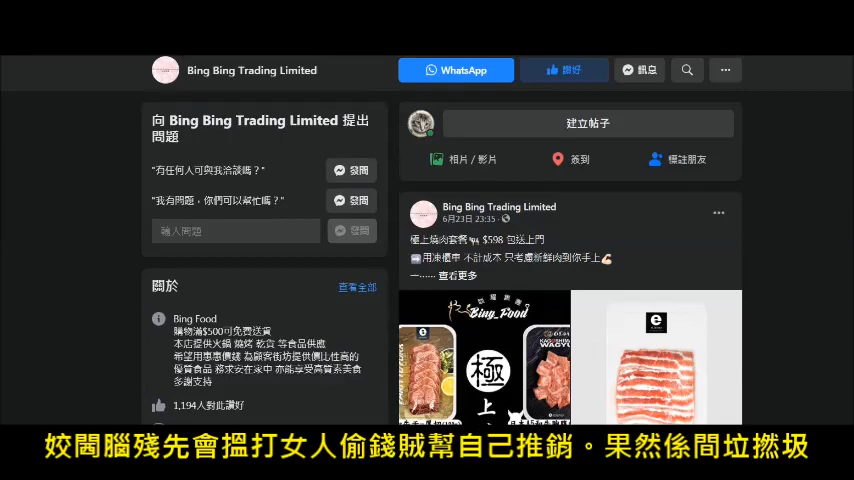 Bing Bing Trading Limited
WhatsApp
讚好
訊息
向 Bing Bing Trading Limited 提出
問題
"有任何人可與我洽談嗎？"
發問
"我有問題，你們可以幫忙嗎？"
發問
輸入問題
發問
關於
查看全部
Bing Food
購物滿$500可免費送貨
本店提供火鍋 燒烤 乾貨 等食品供應
希望用惠惠價錢 為顧客街坊提供價比性高的
優質食品 務求安在家中 亦能享受高質素美食
多謝支持
1,194人對此讚好
建立帖子
相片 / 影片
簽到
標註朋友
Bing Bing Trading Limited
6月23日 23:35
極上燒肉套餐 $598 包送上門
用凍櫃車 不計成本 只考慮新鮮肉到你手上
一⋯⋯ 查看更多
Bing Food
極
上
KAGOSHIMA
WAGYU
e
姣閪腦殘先會搵打女人偷錢賊幫自己推銷。果然係間垃撚圾